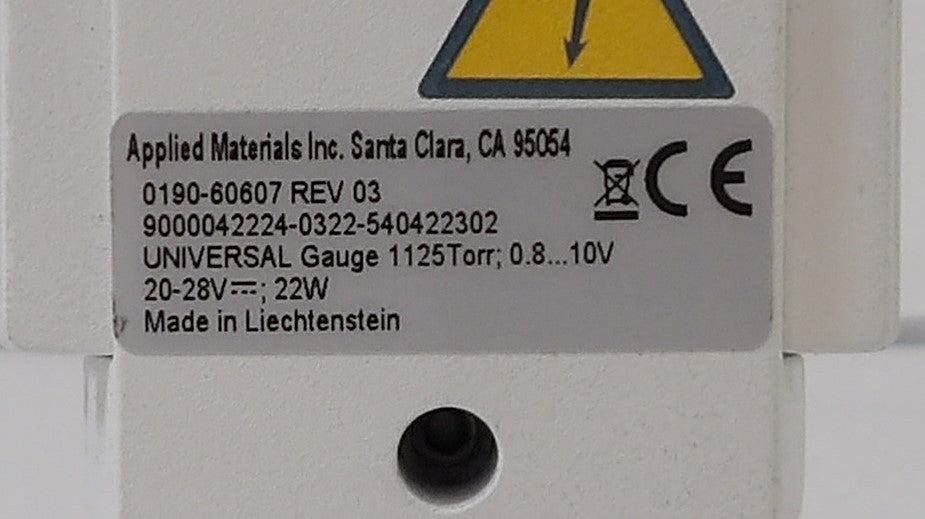 Applied Materials Inc. Santa Clara, CA 95054
0190-60607 REV 03
9000042224-0322-540422302
UNIVERSAL Gauge 1125Torr; 0.8...10V
20-28V⎓; 22W
Made in Liechtenstein
CE